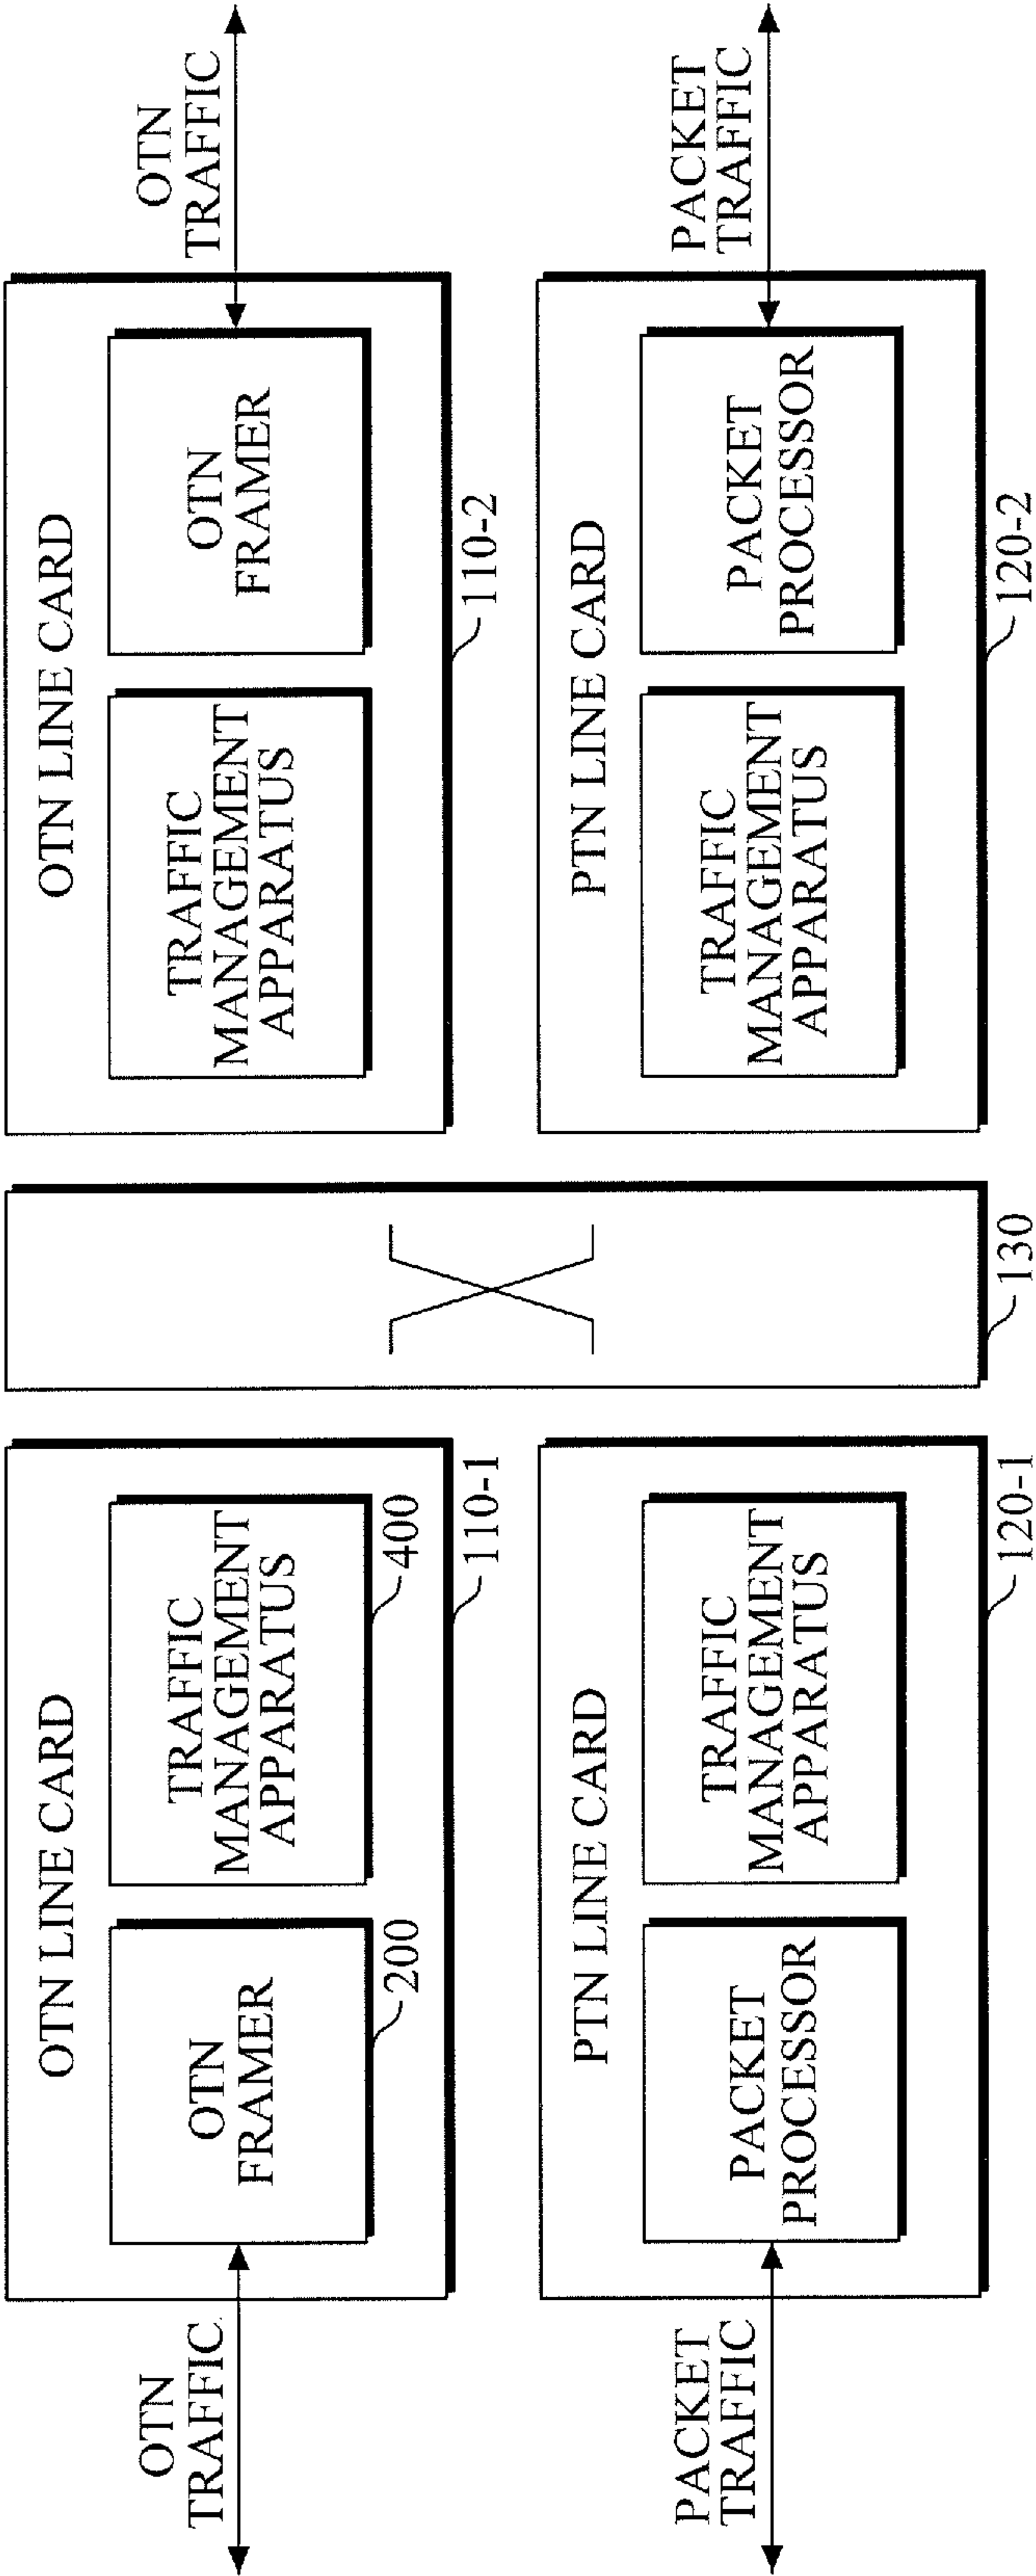 OTN
TRAFFIC
OTN LINE CARD
OTN
FRAMER
200
TRAFFIC
MANAGEMENT
APPARATUS
400
110-1
OTN LINE CARD
TRAFFIC
MANAGEMENT
APPARATUS
OTN
FRAMER
110-2
OTN
TRAFFIC
PACKET
TRAFFIC
PTN LINE CARD
PACKET
PROCESSOR
TRAFFIC
MANAGEMENT
APPARATUS
120-1
130
PTN LINE CARD
TRAFFIC
MANAGEMENT
APPARATUS
PACKET
PROCESSOR
120-2
PACKET
TRAFFIC